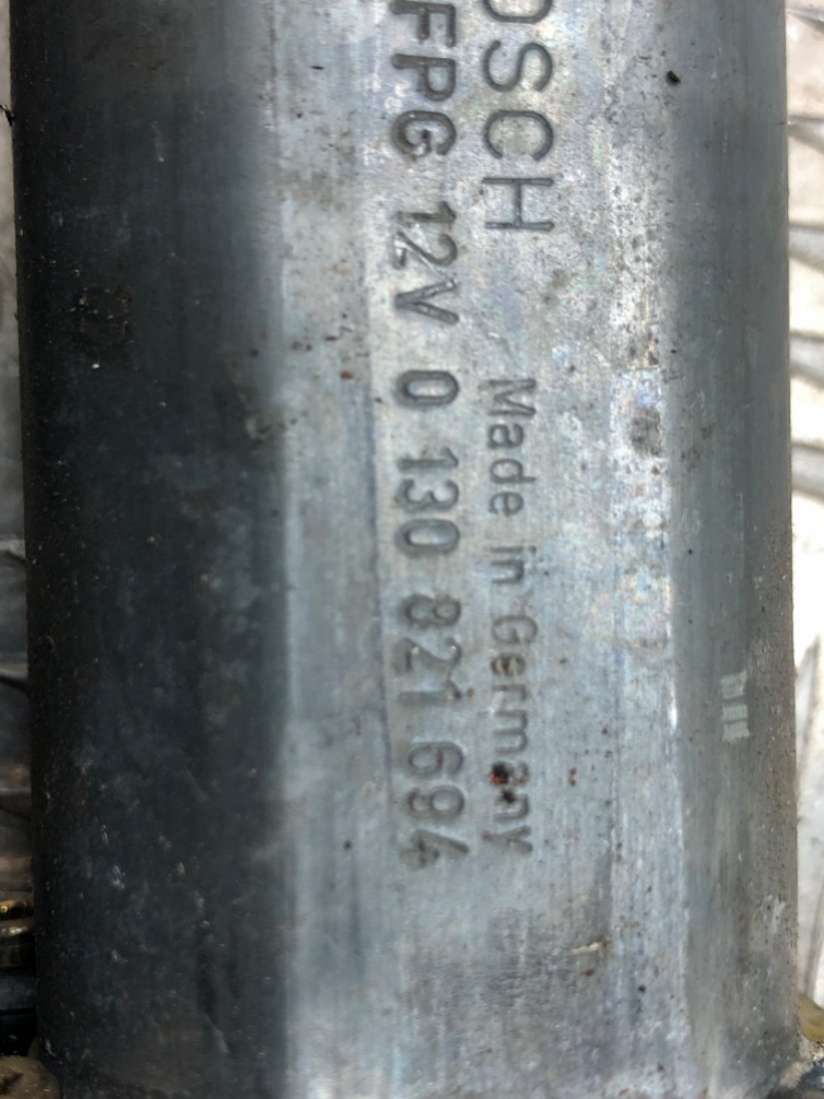 OSCH Made in Germany
FPG 12V 0 130 821 694